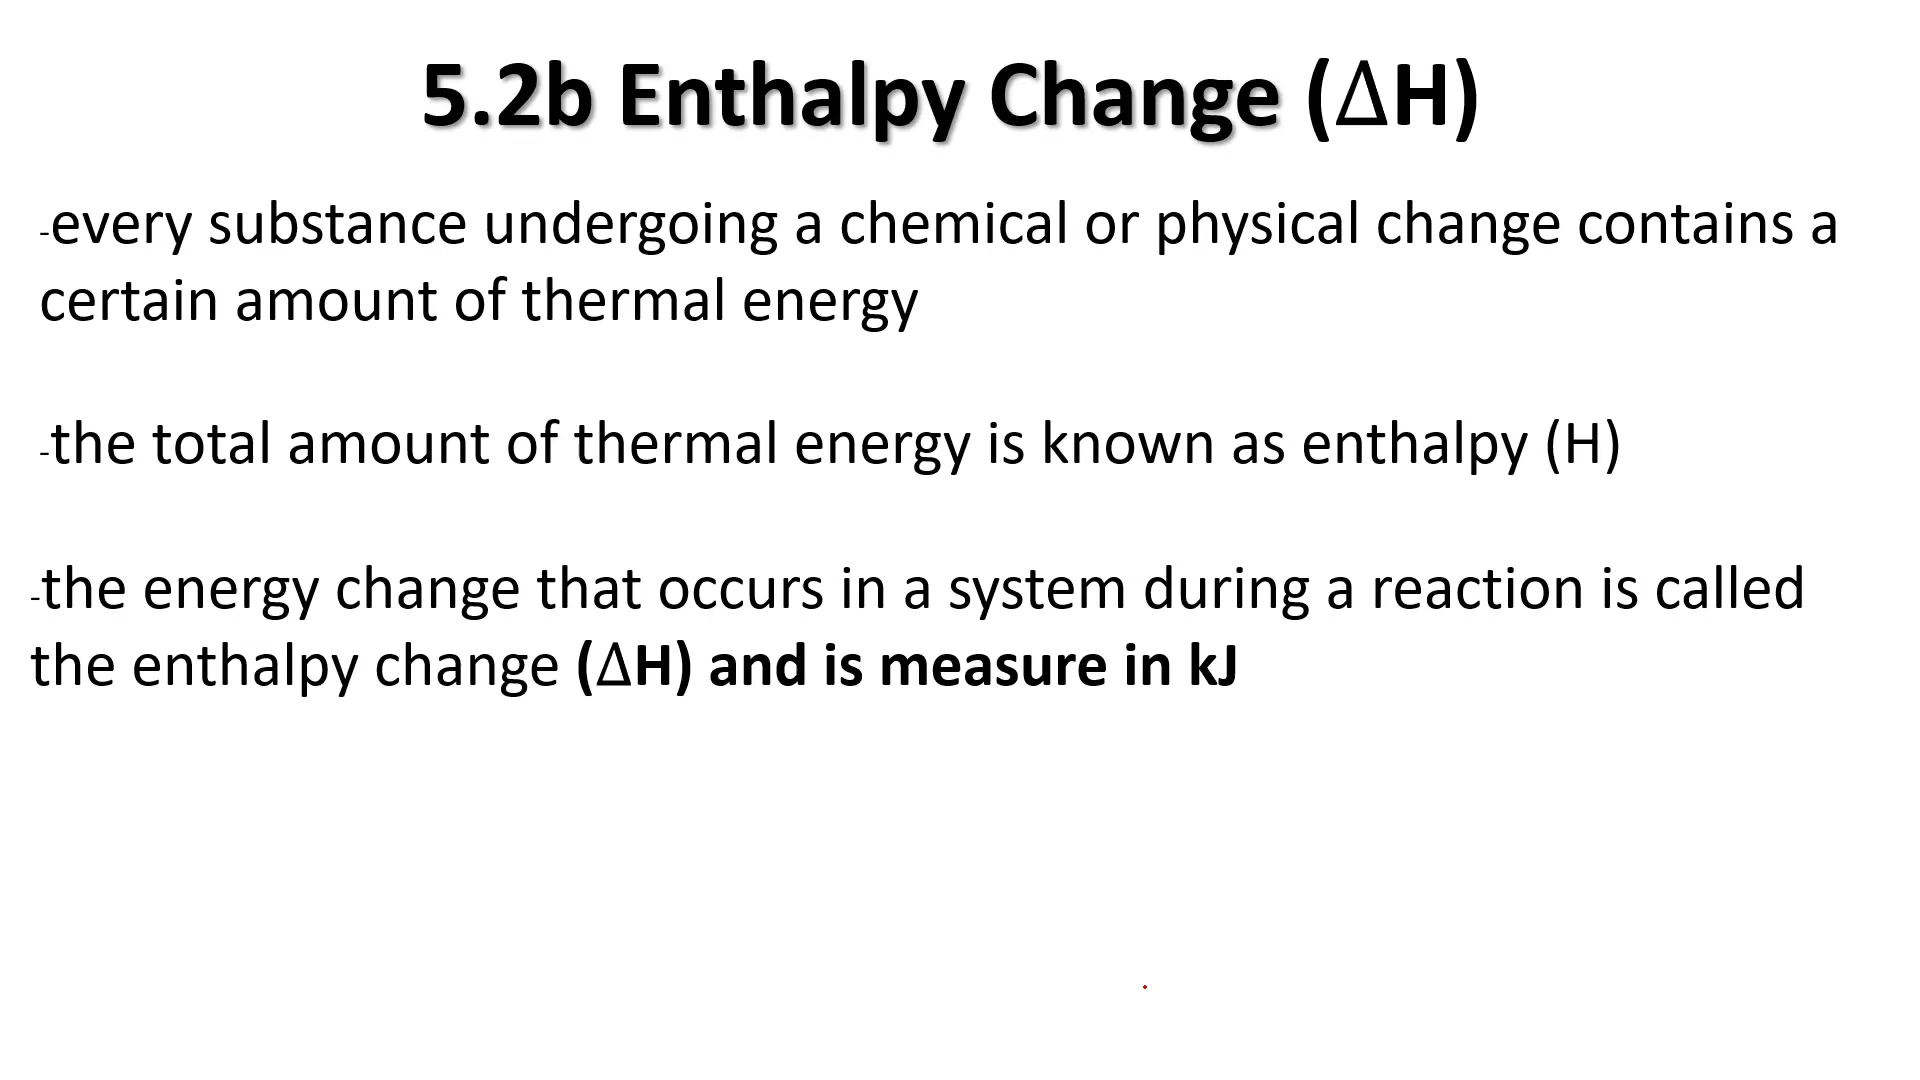 5.2b Enthalpy Change (∆H)
-every substance undergoing a chemical or physical change contains a
certain amount of thermal energy
-the total amount of thermal energy is known as enthalpy (H)
-the energy change that occurs in a system during a reaction is called
the enthalpy change (∆H) and is measure in kJ